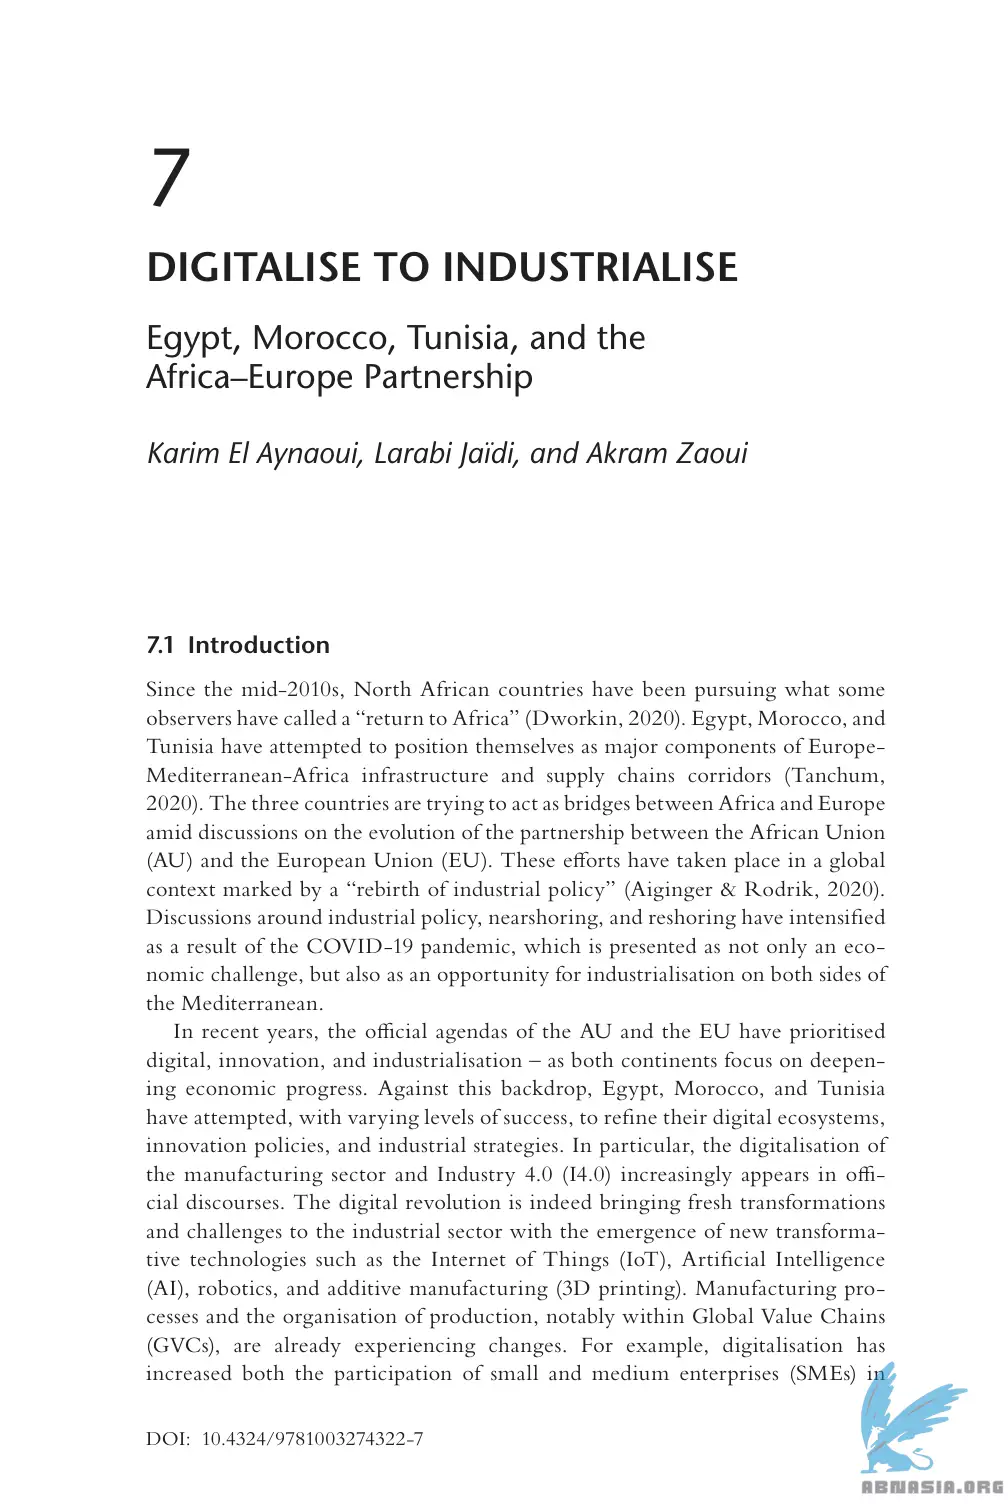 7
DIGITALISE TO INDUSTRIALISE
Egypt, Morocco, Tunisia, and the
Africa–Europe Partnership
Karim El Aynaoui, Larabi Jaïdi, and Akram Zaoui
7.1 Introduction
Since the mid-2010s, North African countries have been pursuing what some
observers have called a “return to Africa” (Dworkin, 2020). Egypt, Morocco, and
Tunisia have attempted to position themselves as major components of Europe-
Mediterranean-Africa infrastructure and supply chains corridors (Tanchum,
2020). The three countries are trying to act as bridges between Africa and Europe
amid discussions on the evolution of the partnership between the African Union
(AU) and the European Union (EU). These efforts have taken place in a global
context marked by a “rebirth of industrial policy” (Aiginger & Rodrik, 2020).
Discussions around industrial policy, nearshoring, and reshoring have intensified
as a result of the COVID-19 pandemic, which is presented as not only an eco-
nomic challenge, but also as an opportunity for industrialisation on both sides of
the Mediterranean.
In recent years, the official agendas of the AU and the EU have prioritised
digital, innovation, and industrialisation – as both continents focus on deepen-
ing economic progress. Against this backdrop, Egypt, Morocco, and Tunisia
have attempted, with varying levels of success, to refine their digital ecosystems,
innovation policies, and industrial strategies. In particular, the digitalisation of
the manufacturing sector and Industry 4.0 (I4.0) increasingly appears in offi-
cial discourses. The digital revolution is indeed bringing fresh transformations
and challenges to the industrial sector with the emergence of new transforma-
tive technologies such as the Internet of Things (IoT), Artificial Intelligence
(AI), robotics, and additive manufacturing (3D printing). Manufacturing pro-
cesses and the organisation of production, notably within Global Value Chains
(GVCs), are already experiencing changes. For example, digitalisation has
increased both the participation of small and medium enterprises (SMEs) in
DOI: 10.4324/9781003274322-7
ABNASIA.ORG